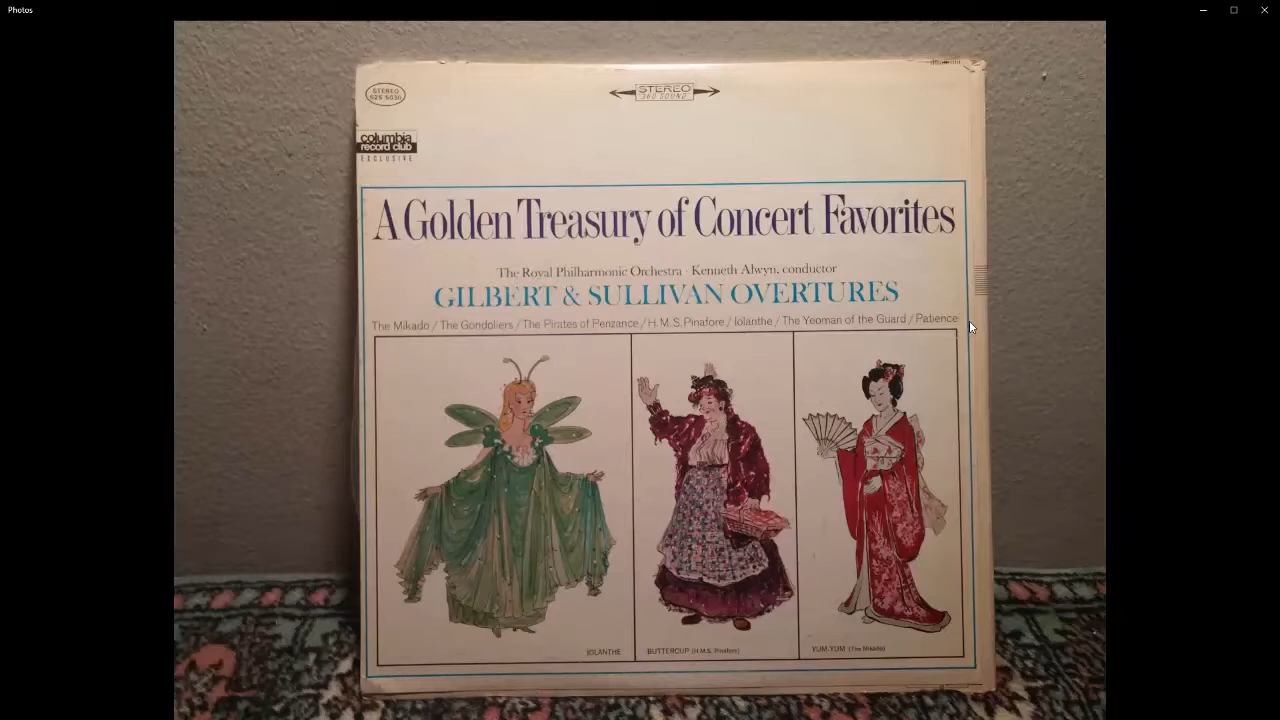 Photos
STEREO
STEREO
360 SOUND
columbia
record club
EXCLUSIVE
A Golden Treasury of Concert Favorites
The Royal Philharmonic Orchestra · Kenneth Alwyn, conductor
GILBERT & SULLIVAN OVERTURES
The Mikado / The Gondoliers / The Pirates of Penzance / H.M.S. Pinafore / Iolanthe / The Yeoman of the Guard / Patience
IOLANTHE
BUTTERCUP (H.M.S. Pinafore)
YUM-YUM (The Mikado)